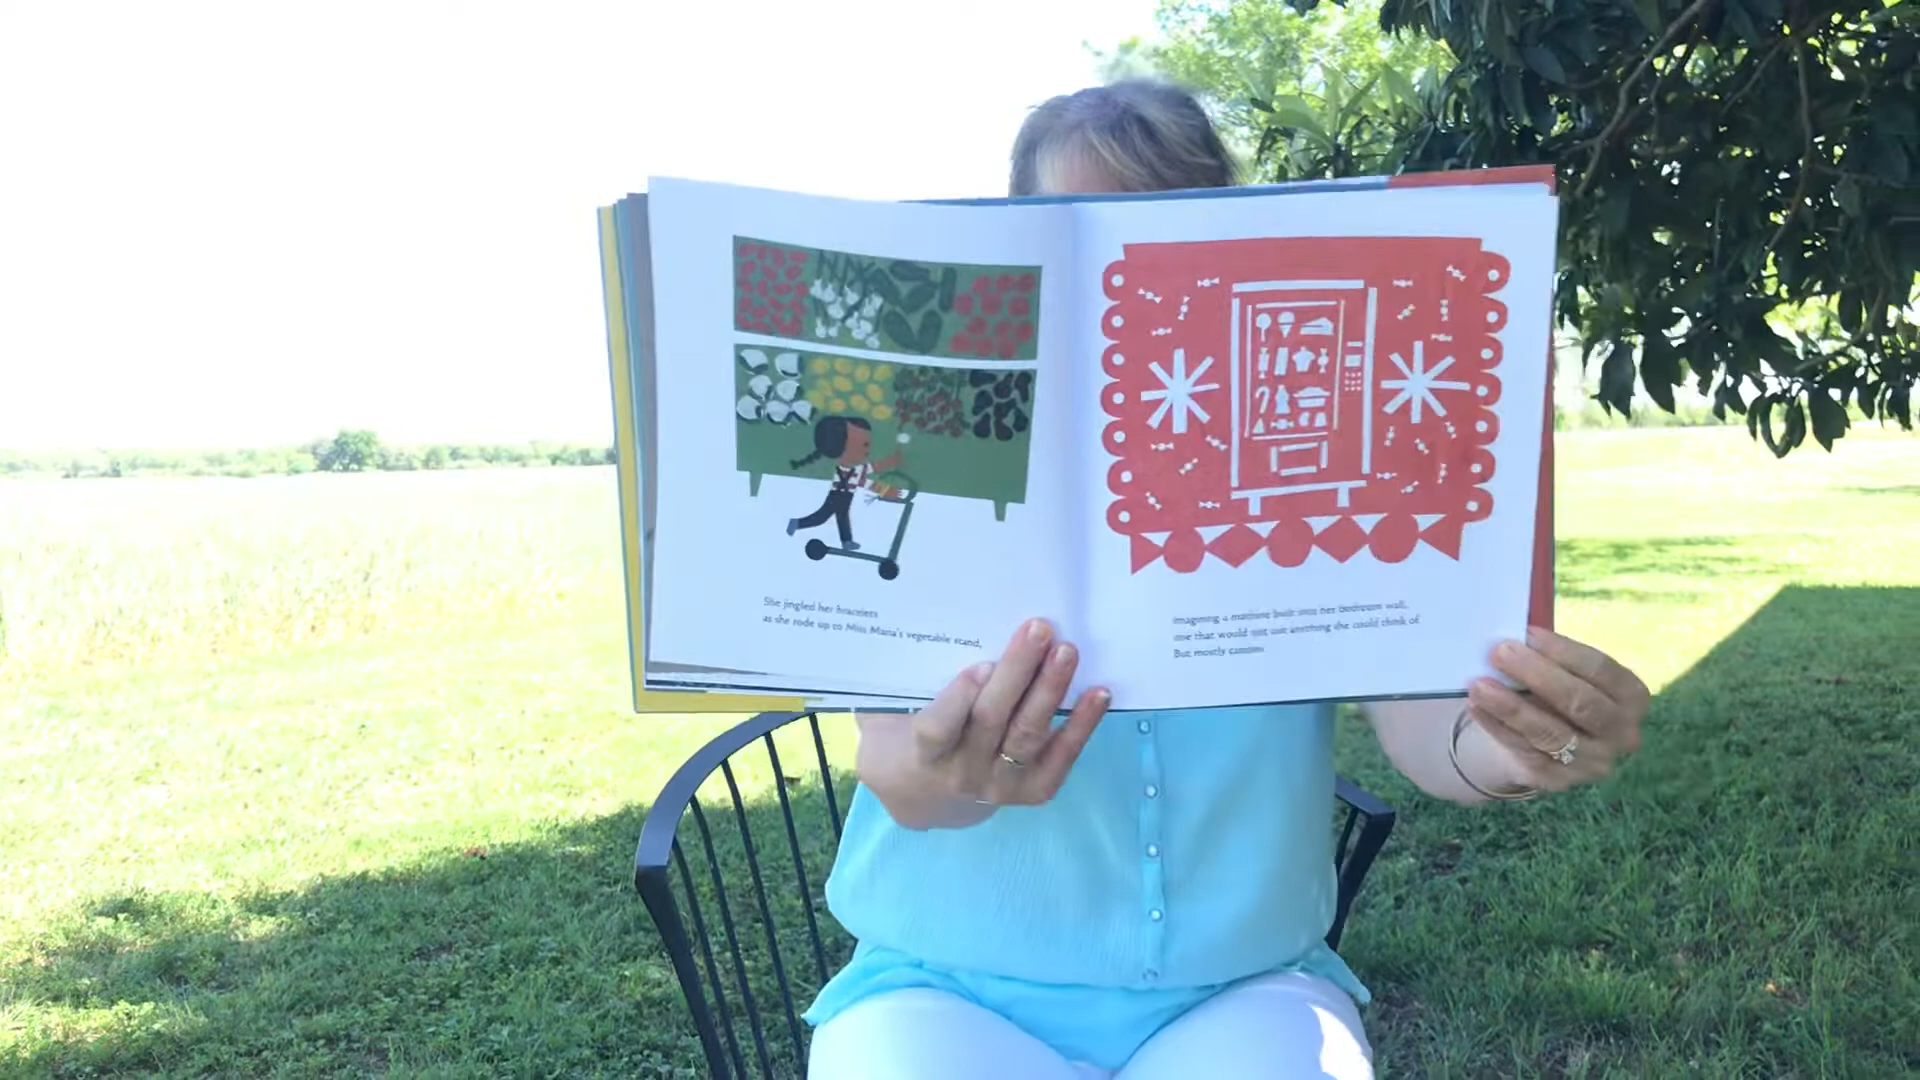 She jingled her bracelets
as she rode up to Miss Maria's vegetable stand,
imagining a machine built into her bedroom wall,
one that would spit out anything she could think of
But mostly candies